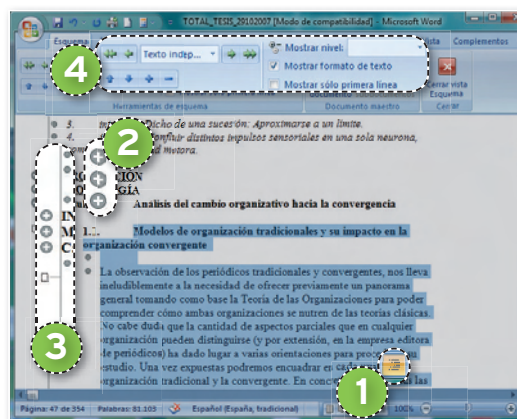 TOTAL_TESIS_29102007 [Modo de compatibilidad] - Microsoft Word
Esquema
Vista
Complementos
Texto indep...
Mostrar nivel:
Mostrar formato de texto
Mostrar sólo primera línea
Cerrar vista
Esquema
Herramientas de esquema
Documento maestro
Cerrar
4
3. Dicho de una sucesión: Aproximarse a un límite.
4. distintos impulsos sensoriales en una sola neurona,
motora.
2
Análisis del cambio organizativo hacia la convergencia
1.2. Modelos de organización tradicionales y su impacto en la
organización convergente
La observación de los periódicos tradicionales y convergentes, nos lleva
ineludiblemente a la necesidad de ofrecer previamente un panorama
general tomando como base la Teoría de las Organizaciones para poder
comprender cómo ambas organizaciones se nutren de las teorías clásicas.
No cabe duda que la cantidad de aspectos parciales que en cualquier
organización pueden distinguirse (y por extensión, en la empresa editora
de periódicos) ha dado lugar a varias orientaciones para
estudio. Una vez expuestas podremos encuadrar en
organización tradicional y la convergente. En las
3
1
Página: 47 de 354 Palabras: 81.103 Español (España, tradicional) 100%